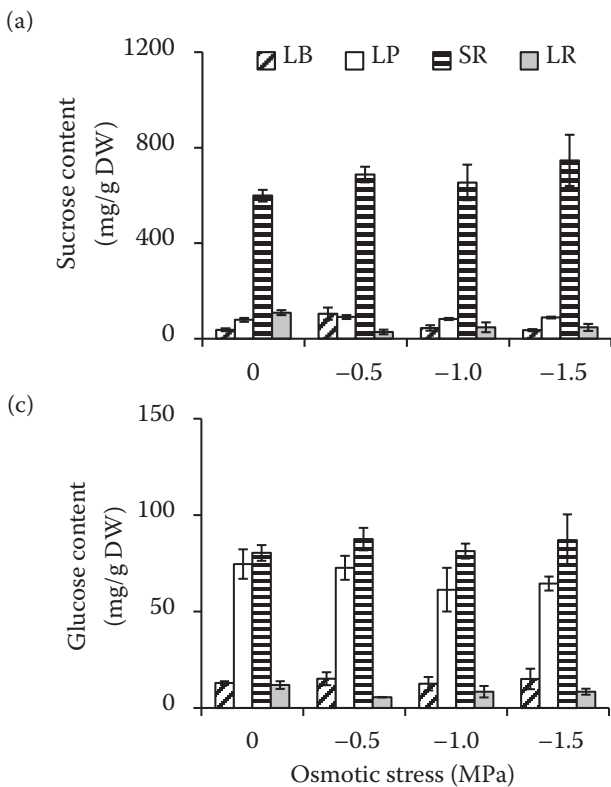 (a)
1200
LB LP SR LR
800
400
0
Sucrose content
(mg/g DW)
0 –0.5 –1.0 –1.5
(c)
150
100
50
0
Glucose content
(mg/g DW)
0 –0.5 –1.0 –1.5
Osmotic stress (MPa)